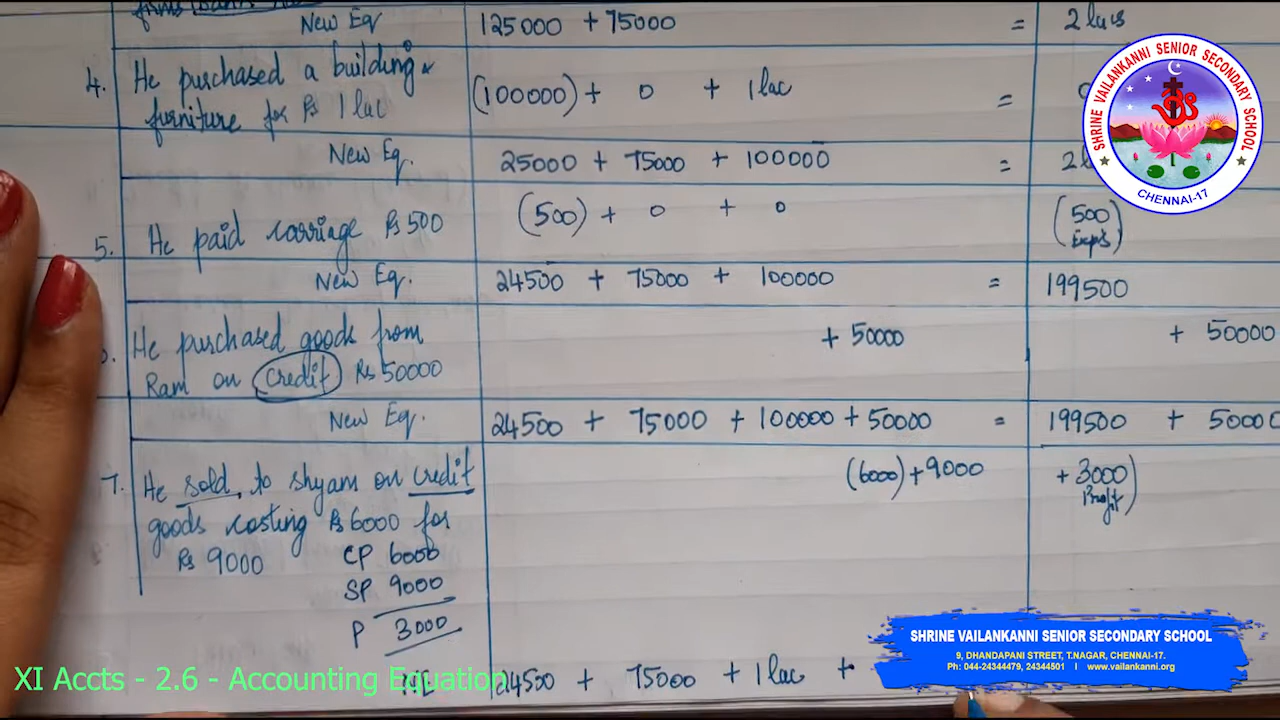 New Eq 125000 + 75000 = 2 lacs
4. He purchased a building &
furniture for Rs 1 lac
(100000) + 0 + 1 lac =
New Eq. 25000 + 75000 + 100000 =
5. He paid carriage Rs 500 (500) + 0 + 0 (500)
Exp's
New Eq. 24500 + 75000 + 100000 = 199500
He purchased goods from + 50000 + 50000
Ram on credit Rs 50000
New Eq. 24500 + 75000 + 100000 + 50000 = 199500 + 50000
7. He sold to shyam on credit (6000) + 9000 + 3000
Profit
goods costing Rs 6000 for
Rs 9000 CP 6000
SP 9000
P 3000
24500 + 75000 + 1 lac +
SHRINE VAILANKANNI SENIOR SECONDARY SCHOOL
CHENNAI-17
SHRINE VAILANKANNI SENIOR SECONDARY SCHOOL
9, DHANDAPANI STREET, T.NAGAR, CHENNAI-17.
Ph: 044-24344479, 24344501 I www.vailankanni.org
XI Accts - 2.6 - Accounting Equation